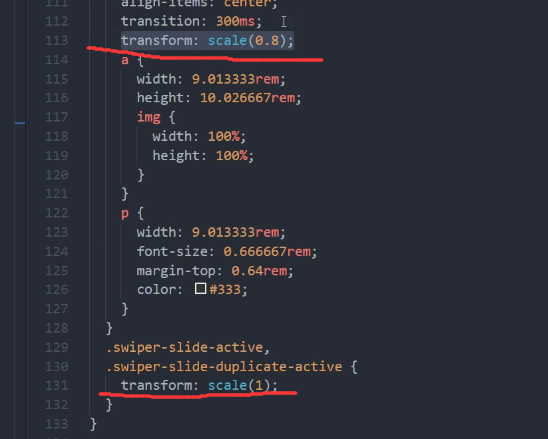 111 align-items: center;
112 transition: 300ms;
113 transform: scale(0.8);
114 a {
115 width: 9.013333rem;
116 height: 10.026667rem;
117 img {
118 width: 100%;
119 height: 100%;
120 }
121 }
122 p {
123 width: 9.013333rem;
124 font-size: 0.666667rem;
125 margin-top: 0.64rem;
126 color: #333;
127 }
128 }
129 .swiper-slide-active,
130 .swiper-slide-duplicate-active {
131 transform: scale(1);
132 }
133 }